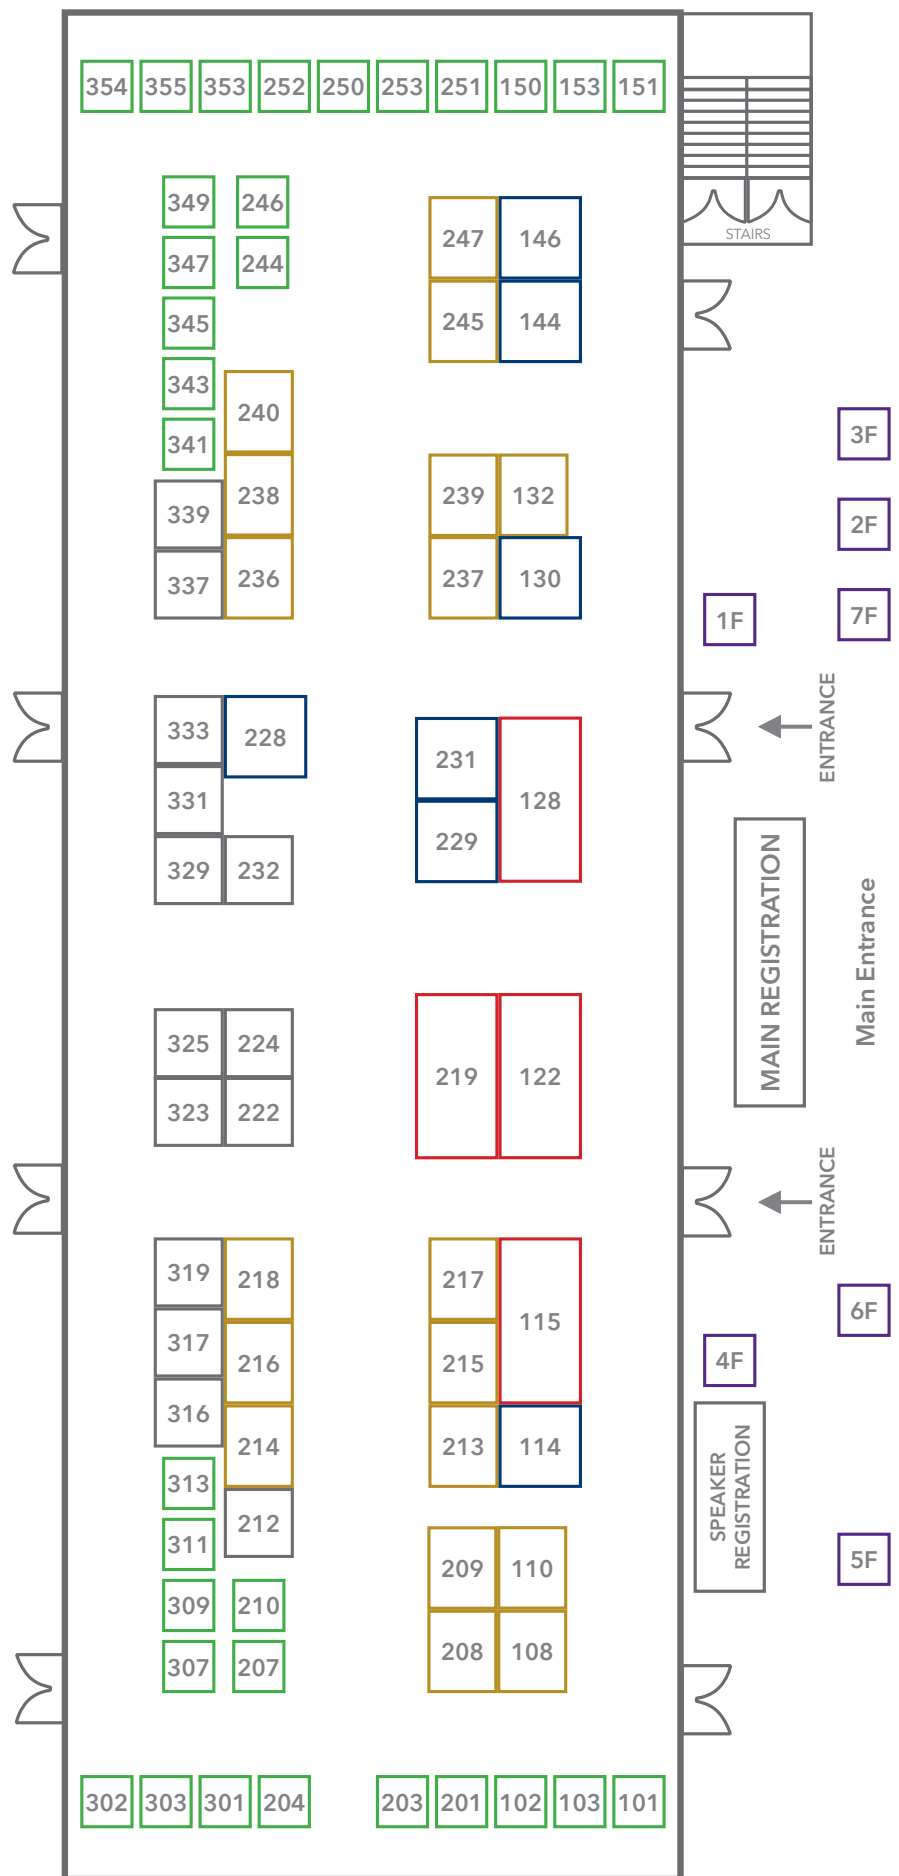 354 355 353 252 250 253 251 150 153 151
349 246
247 146
STAIRS
347 244
345
245 144
343
240
341
3F
238
239 132
339
2F
237 130
337 236
1F 7F
333 228
ENTRANCE
231
331
128
229
329 232
MAIN REGISTRATION
Main Entrance
325 224
219 122
323 222
ENTRANCE
319 218
217
6F
115
317
216 215
4F
316
214
213 114
313
SPEAKER
REGISTRATION
212
311
5F
209 110
309 210
208 108
307 207
302 303 301 204 203 201 102 103 101